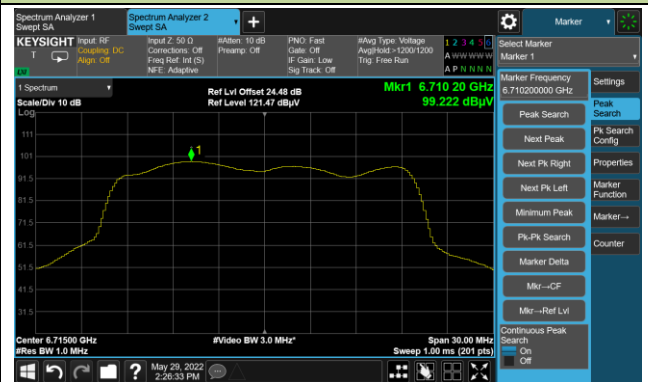 Spectrum Analyzer 1
Swept SA
Spectrum Analyzer 2
Swept SA
Marker
KEYSIGHT
Input: RF
Coupling: DC
Align: Off
Input Z: 50 Ω
Corrections: Off
Freq Ref: Int (S)
NFE: Adaptive
#Atten: 10 dB
Preamp: Off
PNO: Fast
Gate: Off
IF Gain: Low
Sig Track: Off
#Avg Type: Voltage
Avg|Hold:>1200/1200
Trig: Free Run
1 2 3 4 5 6
A W W W W W
A P N N N N
LXI
Select Marker
Marker 1
1 Spectrum
Scale/Div 10 dB
Log
Ref Lvl Offset 24.48 dB
Ref Level 121.47 dBµV
Mkr1 6.710 20 GHz
99.222 dBµV
111
101
91.5
81.5
71.5
61.5
51.5
41.5
31.5
1
Center 6.71500 GHz
#Res BW 1.0 MHz
#Video BW 3.0 MHz*
Span 30.00 MHz
Sweep 1.00 ms (201 pts)
Marker Frequency
6.710200000 GHz
Peak Search
Next Peak
Next Pk Right
Next Pk Left
Minimum Peak
Pk-Pk Search
Marker Delta
Mkr→CF
Mkr→Ref Lvl
Continuous Peak
Search
On
Off
Settings
Peak
Search
Pk Search
Config
Properties
Marker
Function
Marker→
Counter
May 29, 2022
2:26:33 PM